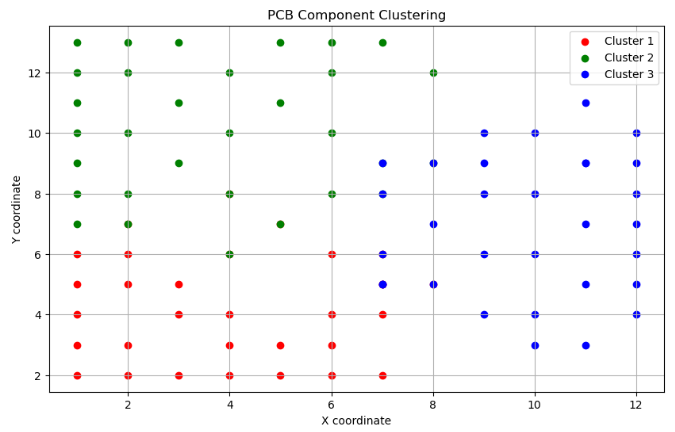 PCB Component Clustering
Cluster 1
Cluster 2
Cluster 3
Y coordinate
12
10
8
6
4
2
2 4 6 8 10 12
X coordinate